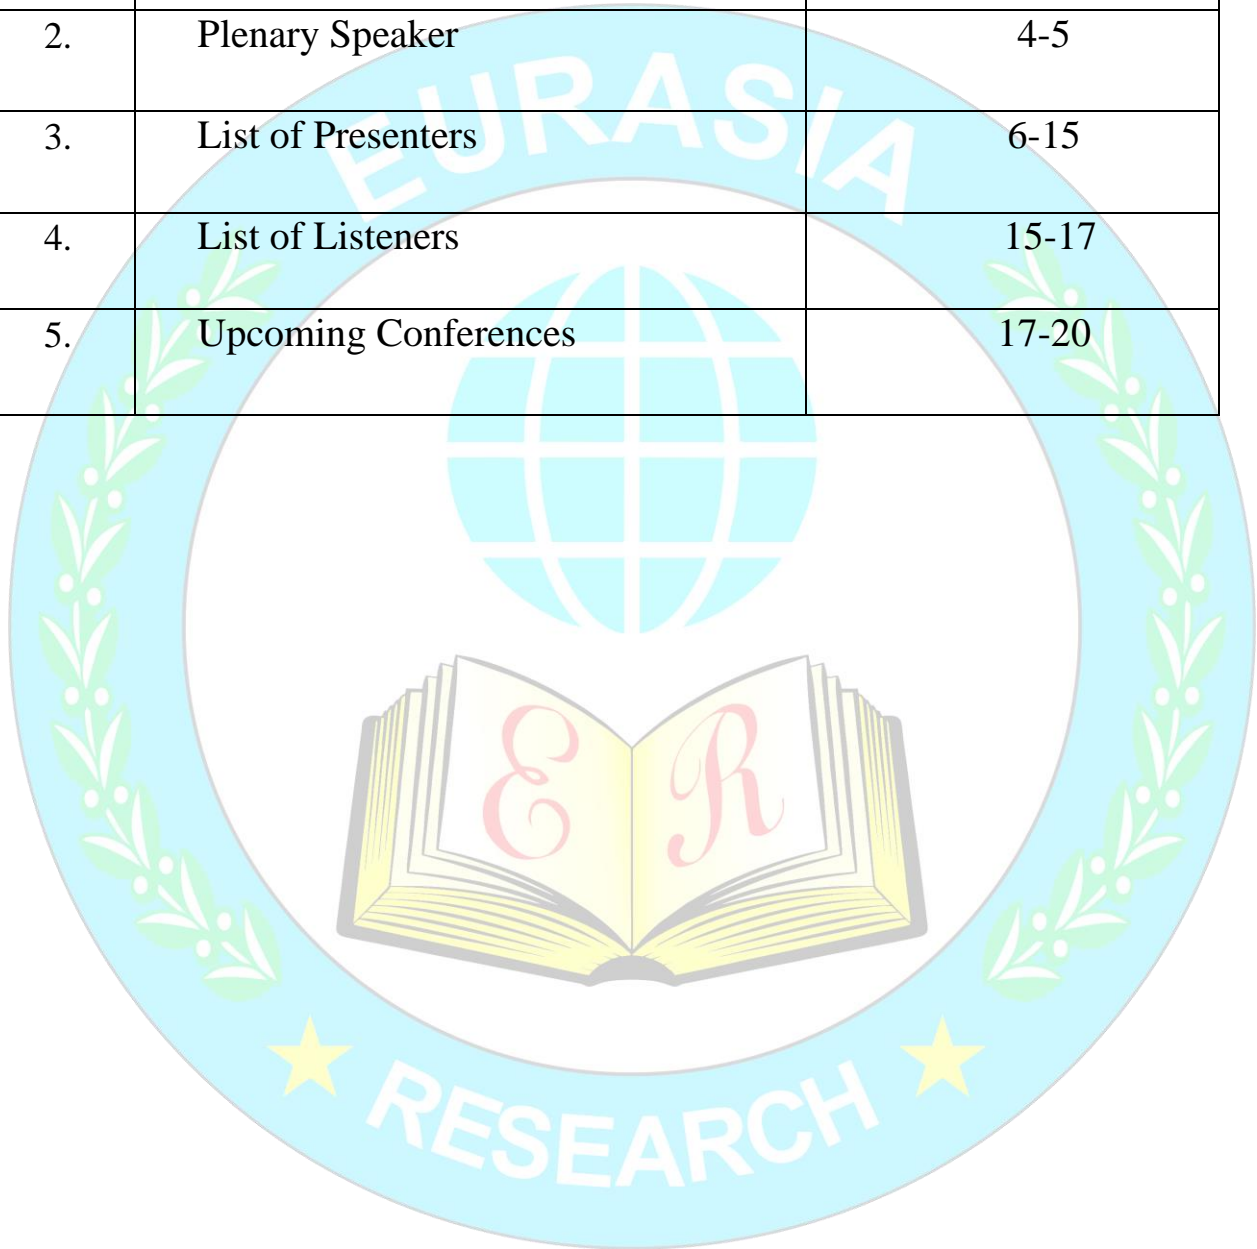 2. Plenary Speaker 4-5
3. List of Presenters 6-15
4. List of Listeners 15-17
5. Upcoming Conferences 17-20
EURASIA
E R
RESEARCH